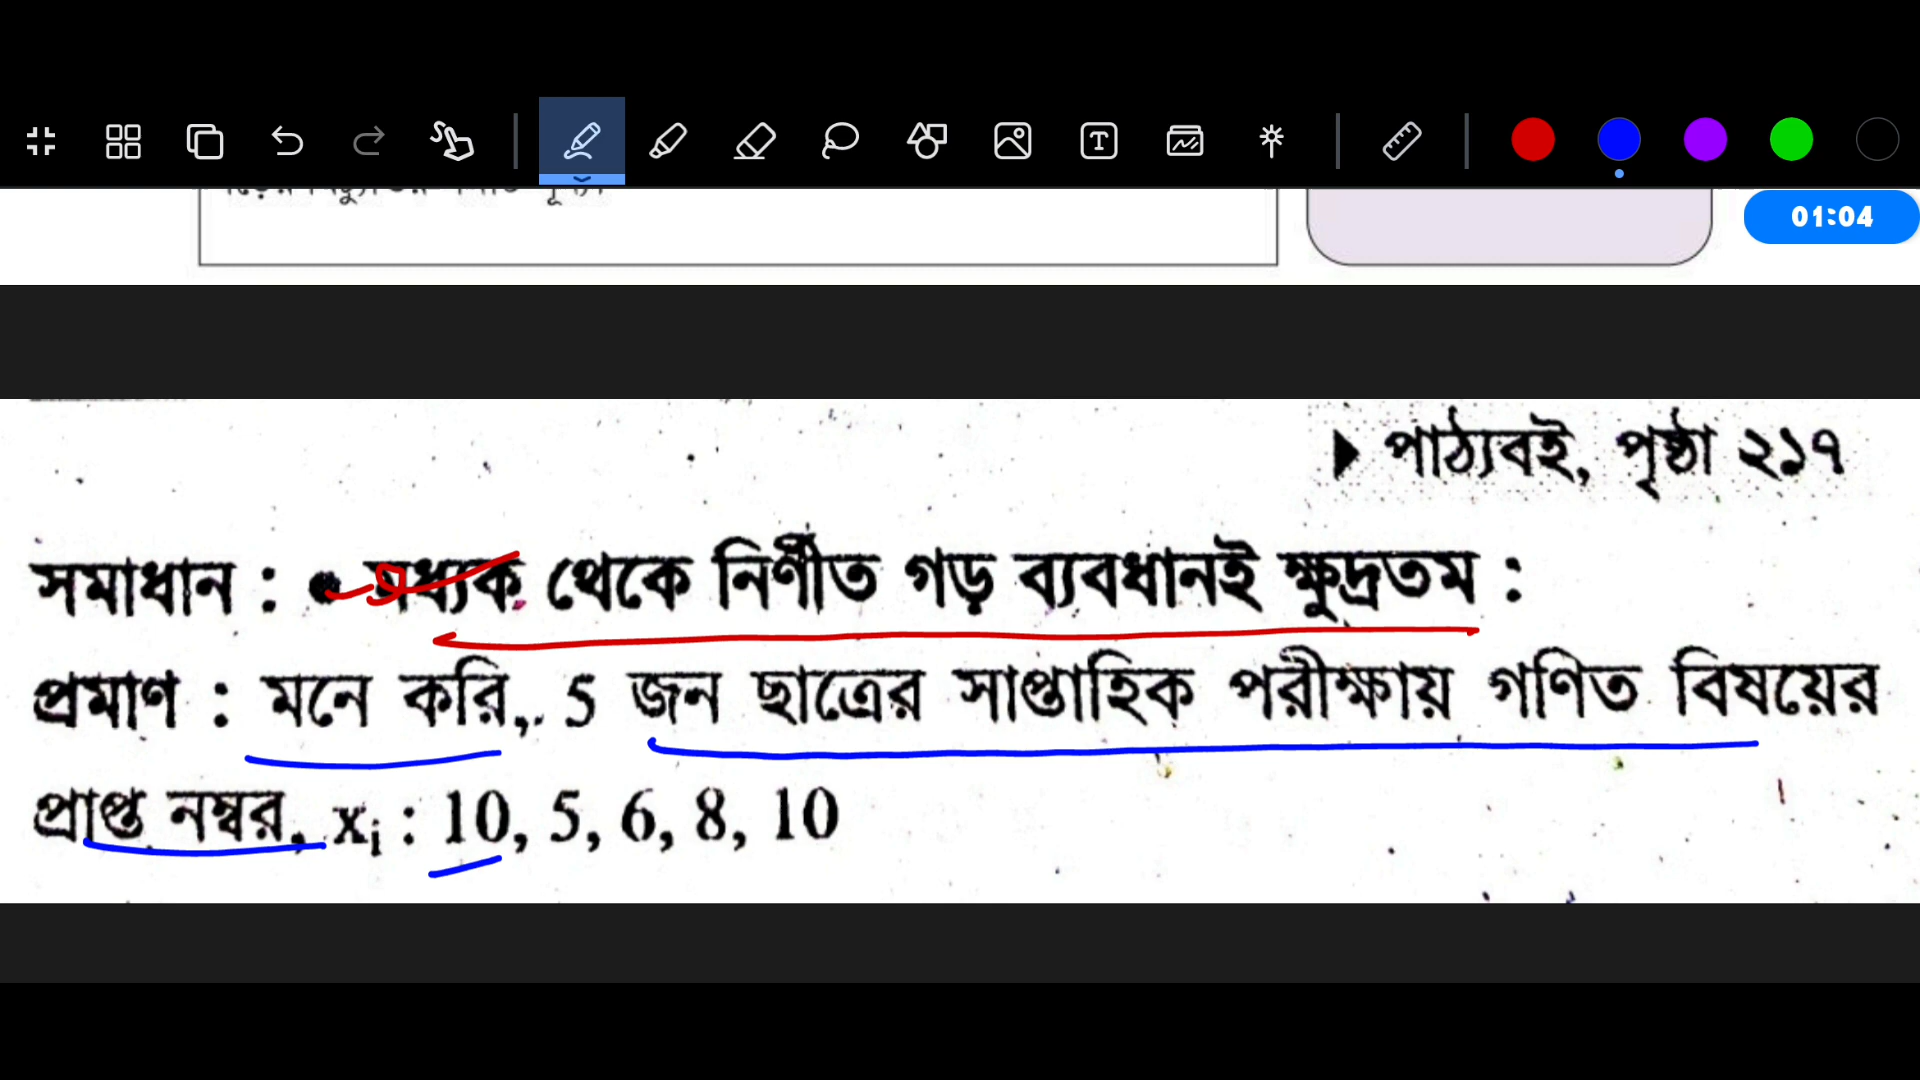 01:04
▶ পাঠ্যবই, পৃষ্ঠা ২১৭
সমাধান : ● মধ্যক থেকে নির্ণীত গড় ব্যবধানই ক্ষুদ্রতম :
প্রমাণ : মনে করি, 5 জন ছাত্রের সাপ্তাহিক পরীক্ষায় গণিত বিষয়ের
প্রাপ্ত নম্বর, xi : 10, 5, 6, 8, 10